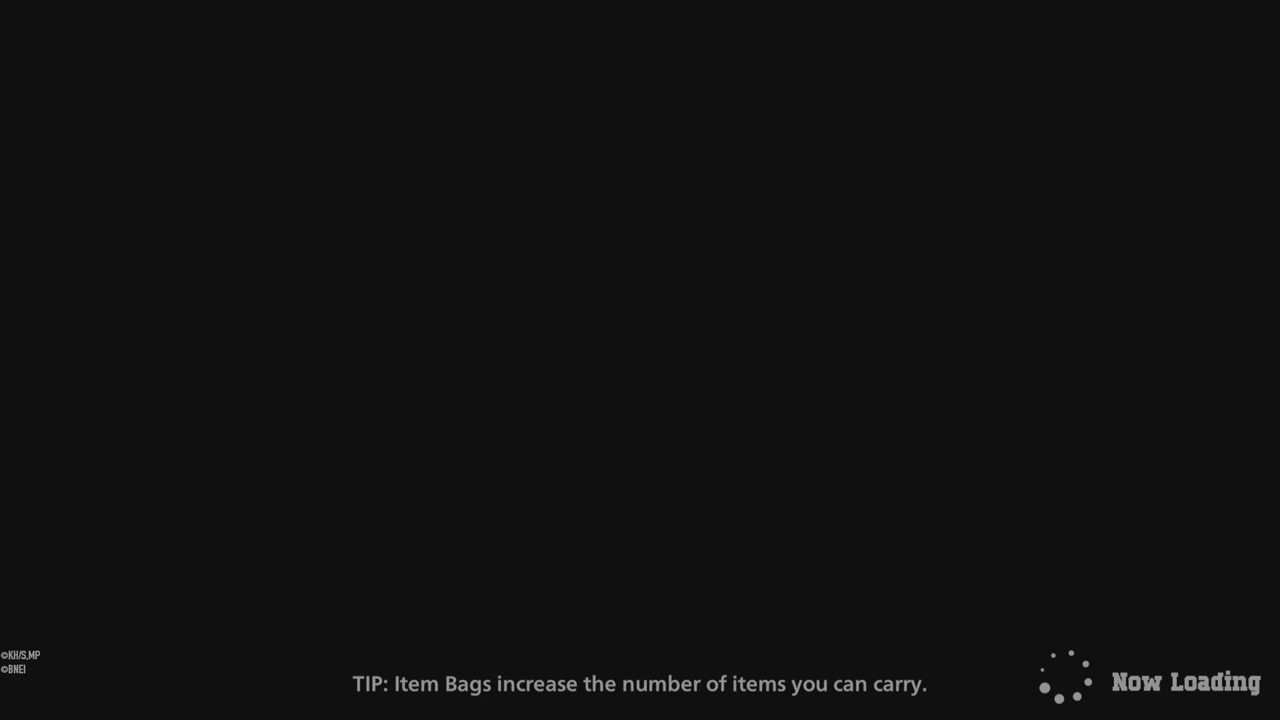 ©KH/S,MP
©BNEI
TIP: Item Bags increase the number of items you can carry.
Now Loading